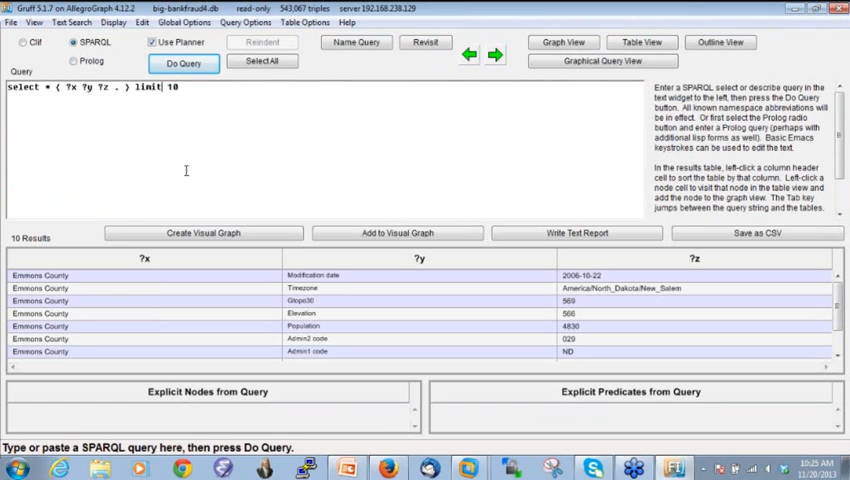 Gruff 5.1.7 on AllegroGraph 4.12.2 big-bankfraud4.db read-only 543,067 triples server 192.168.238.129
File View Text Search Display Edit Global Options Query Options Table Options Help
Clif SPARQL Use Planner Reindent Name Query Revisit Graph View Table View Outline View
Prolog Do Query Select All Graphical Query View
Query
select * { ?x ?y ?z . } limit 10
Enter a SPARQL select or describe query in the
text widget to the left, then press the Do Query
button. All known namespace abbreviations will
be in effect. Or first select the Prolog radio
button and enter a Prolog query (perhaps with
additional lisp forms as well). Basic Emacs
keystrokes can be used to edit the text.
In the results table, left-click a column header
cell to sort the table by that column. Left-click a
node cell to visit that node in the table view and
add the node to the graph view. The Tab key
jumps between the query string and the tables.
10 Results Create Visual Graph Add to Visual Graph Write Text Report Save as CSV
?x ?y ?z
Emmons County Modification date 2006-10-22
Emmons County Timezone America/North_Dakota/New_Salem
Emmons County Gtopo30 569
Emmons County Elevation 566
Emmons County Population 4830
Emmons County Admin2 code 029
Emmons County Admin1 code ND
Explicit Nodes from Query Explicit Predicates from Query
Type or paste a SPARQL query here, then press Do Query.
10:25 AM
11/20/2013